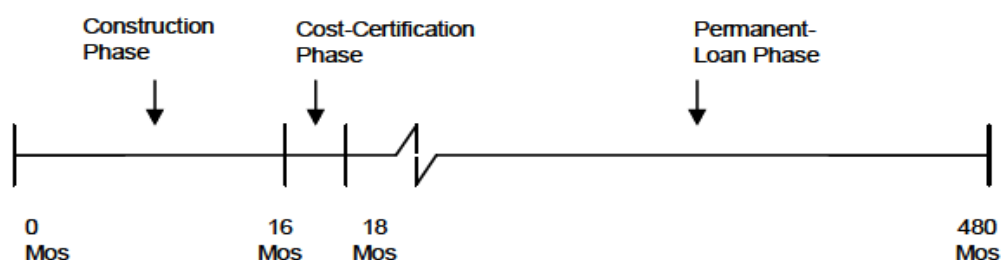 Construction
Phase
Cost-Certification
Phase
Permanent-
Loan Phase
0
Mos
16
Mos
18
Mos
480
Mos